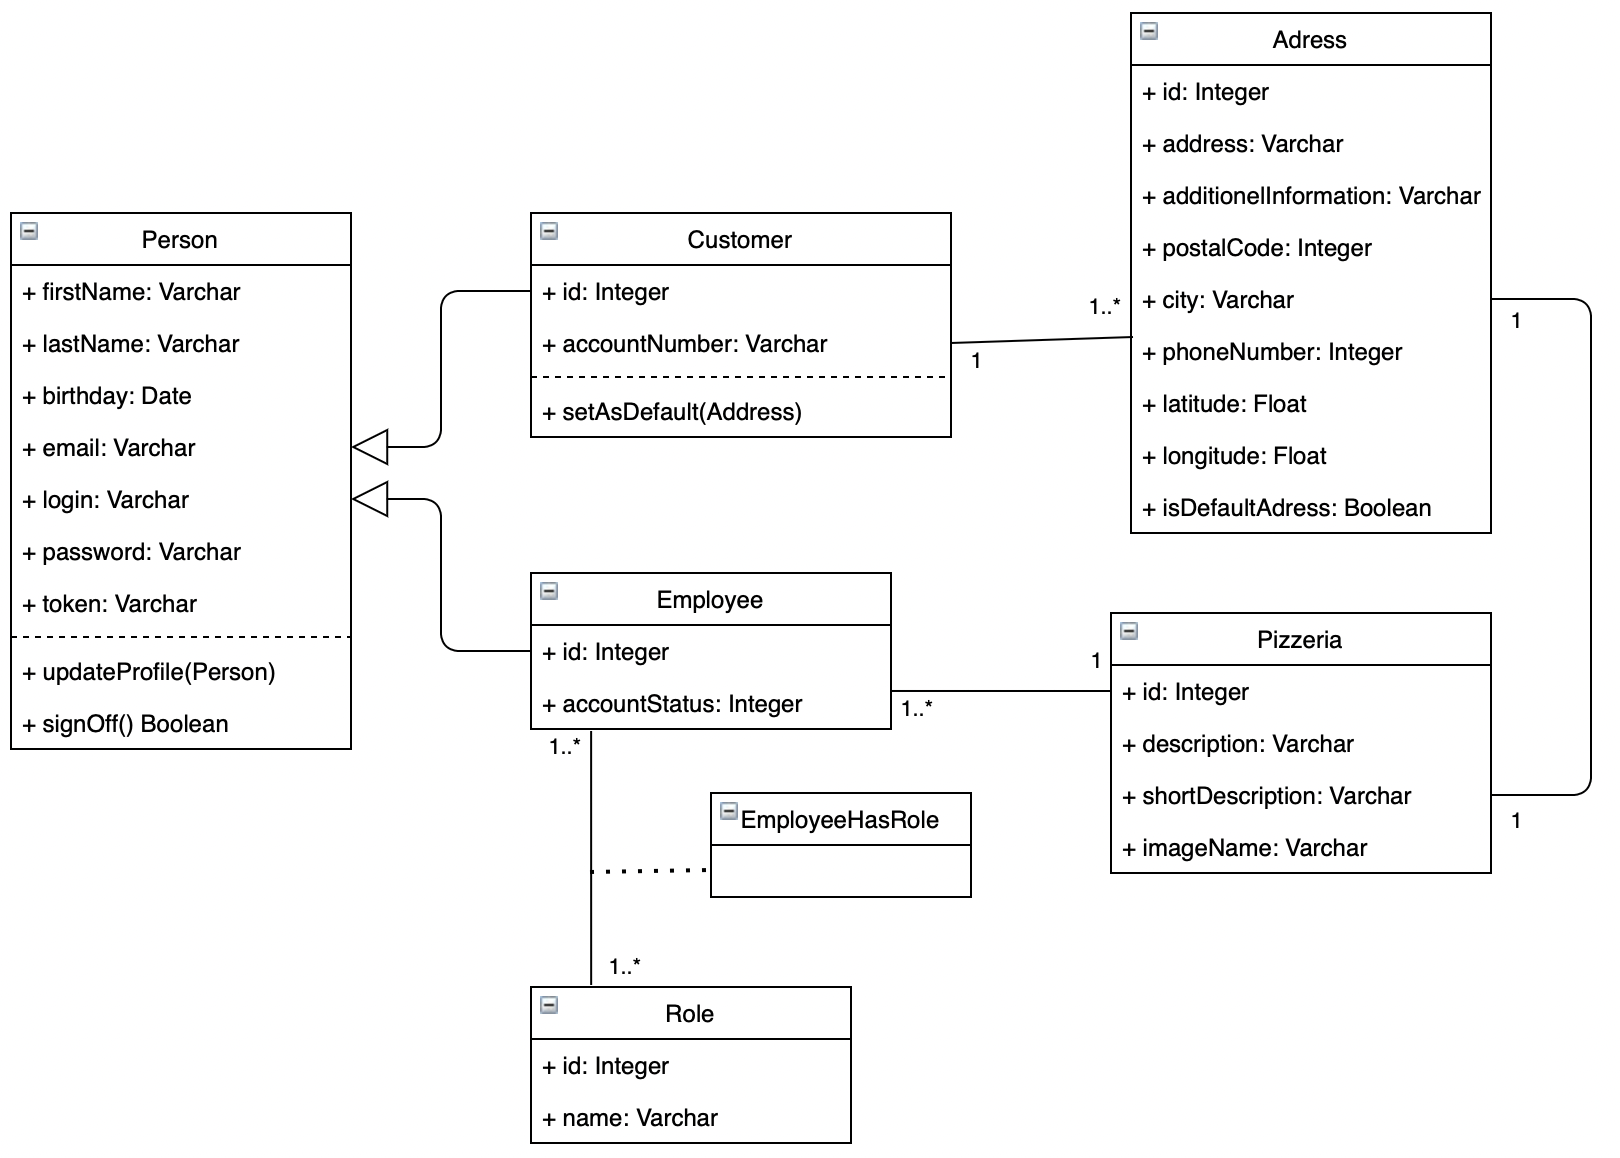 Adress
+ id: Integer
+ address: Varchar
+ additionelInformation: Varchar
+ postalCode: Integer
+ city: Varchar
+ phoneNumber: Integer
+ latitude: Float
+ longitude: Float
+ isDefaultAdress: Boolean
Person
+ firstName: Varchar
+ lastName: Varchar
+ birthday: Date
+ email: Varchar
+ login: Varchar
+ password: Varchar
+ token: Varchar
+ updateProfile(Person)
+ signOff() Boolean
Customer
+ id: Integer
+ accountNumber: Varchar
+ setAsDefault(Address)
1..*
1
1
Employee
+ id: Integer
+ accountStatus: Integer
1
1..*
Pizzeria
+ id: Integer
+ description: Varchar
+ shortDescription: Varchar
+ imageName: Varchar
1
1..*
EmployeeHasRole
1..*
Role
+ id: Integer
+ name: Varchar